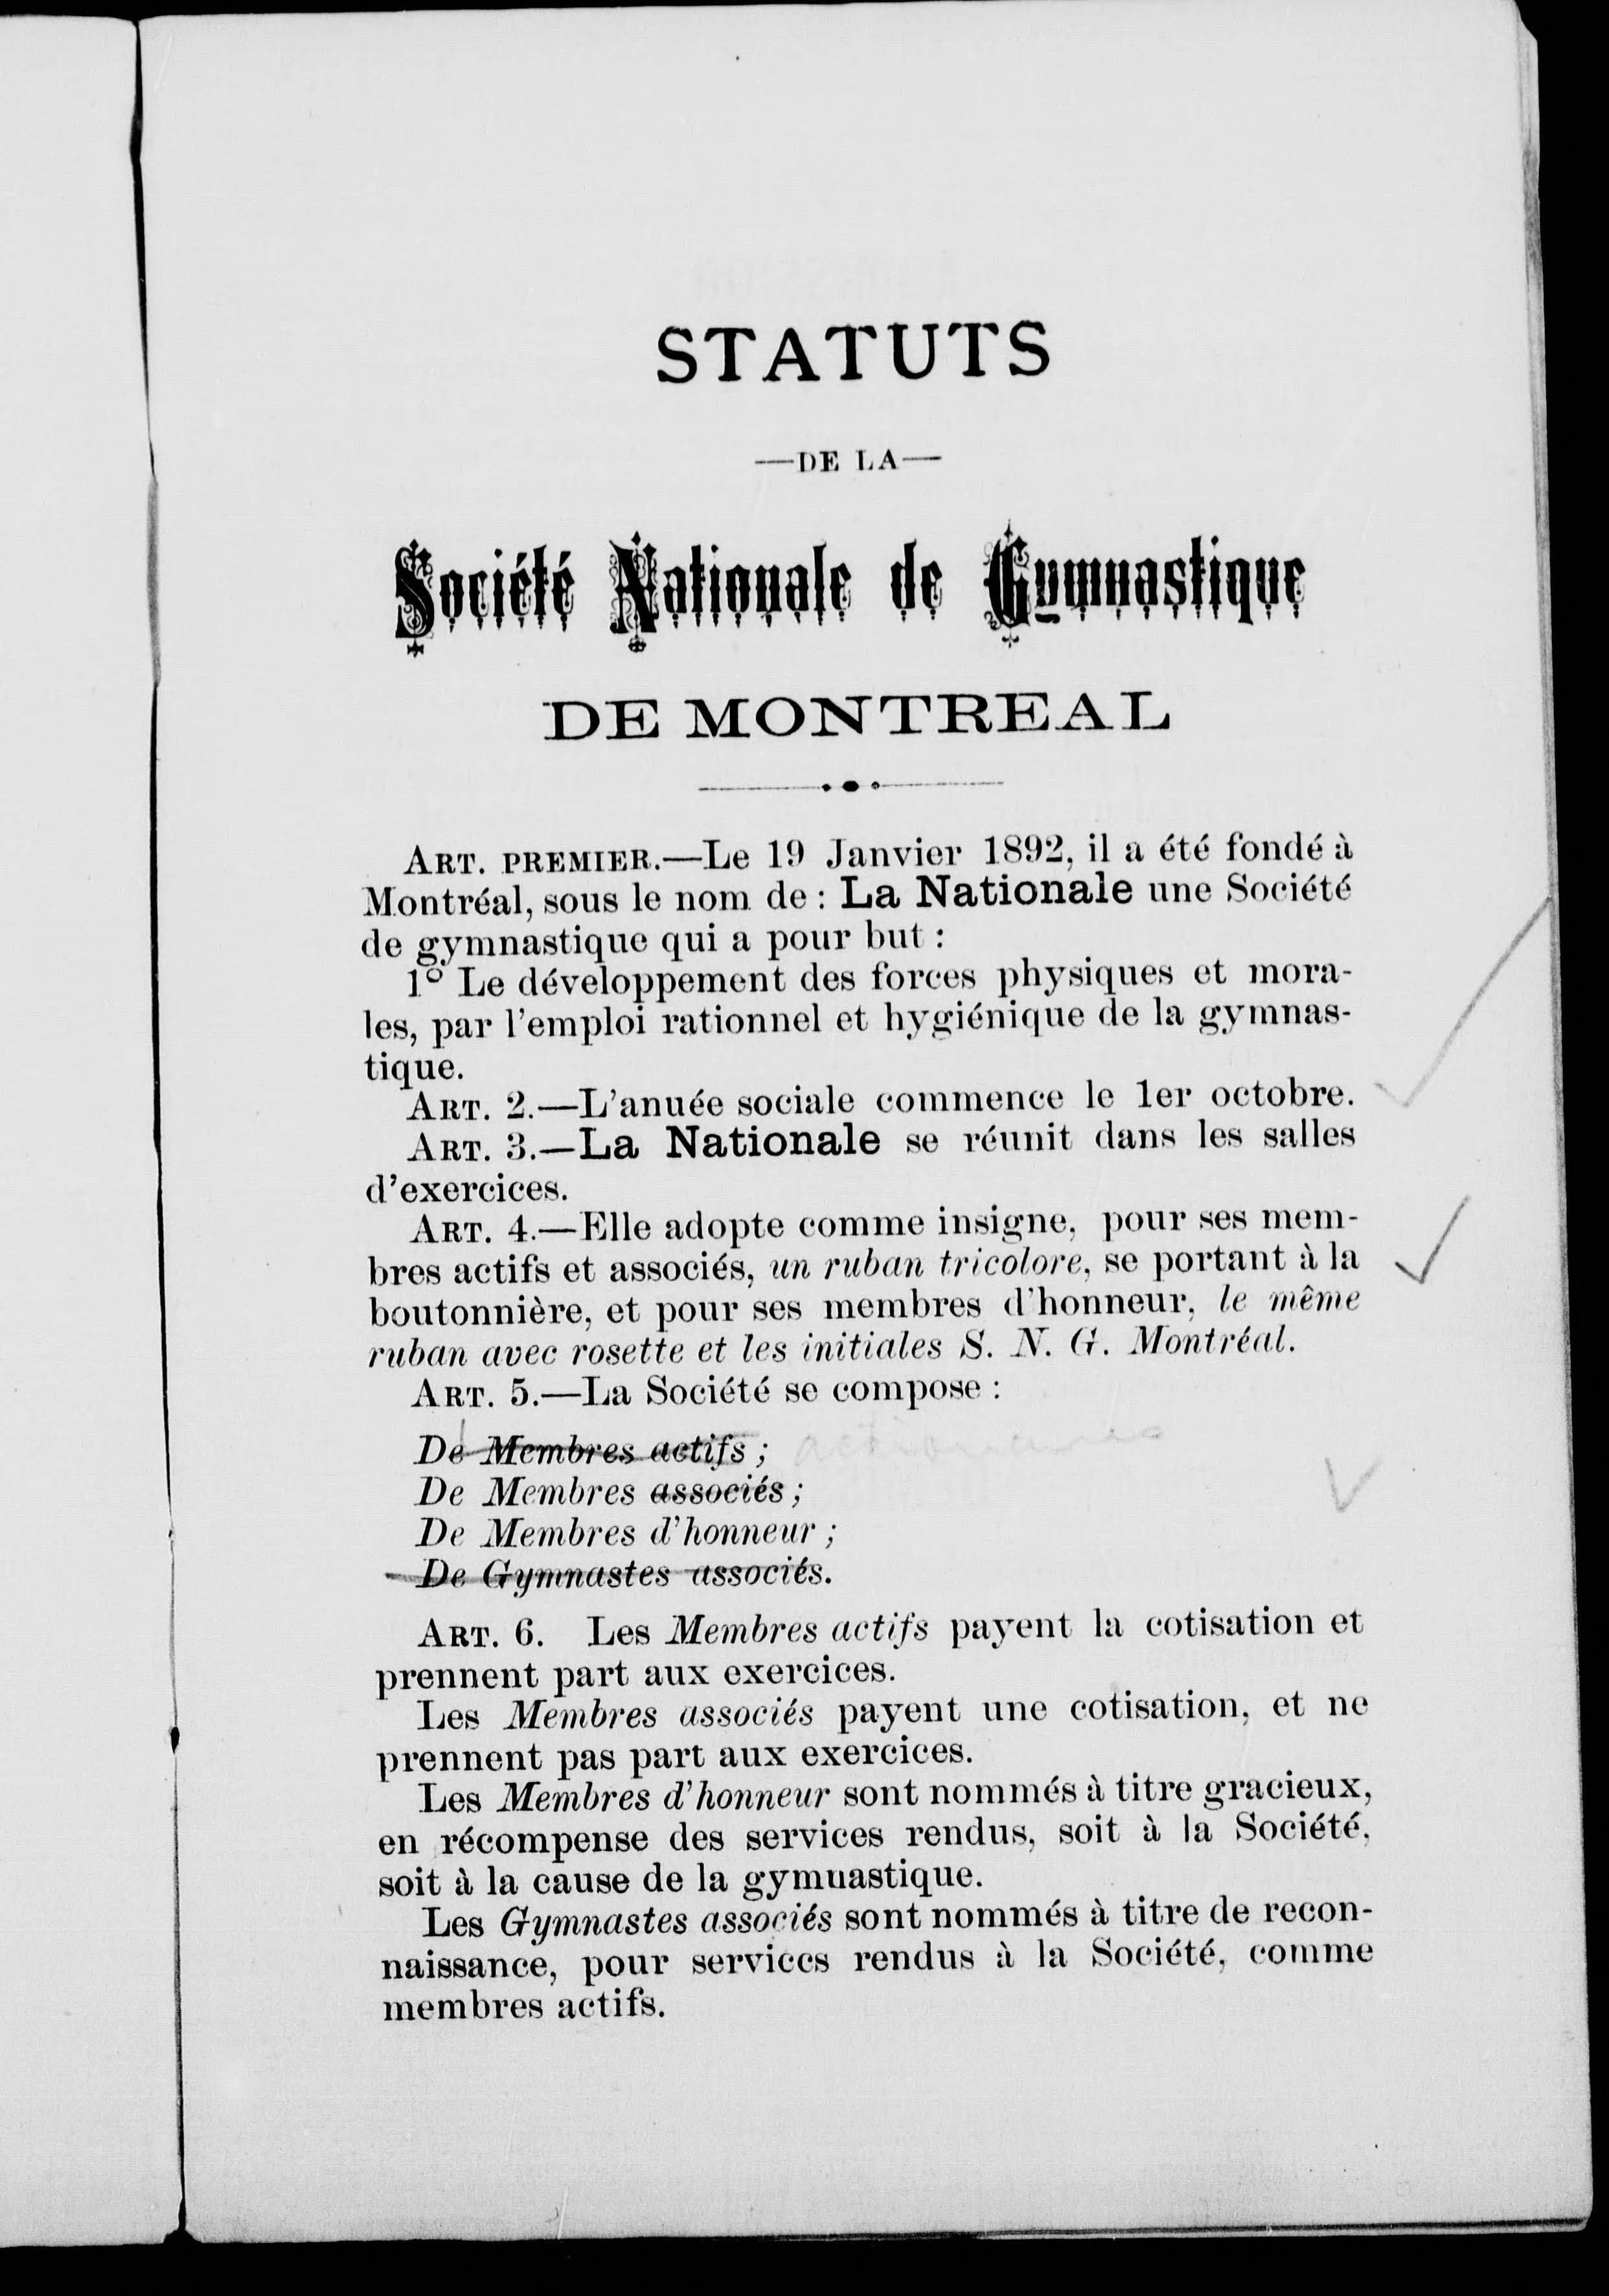 STATUTS
—DE LA—
Société Nationale de Gymnastique
DE MONTREAL
ART. PREMIER.—Le 19 Janvier 1892, il a été fondé à
Montréal, sous le nom de : La Nationale une Société
de gymnastique qui a pour but :
1° Le développement des forces physiques et mora-
les, par l'emploi rationnel et hygiénique de la gymnas-
tique.
ART. 2.—L'anuée sociale commence le 1er octobre.
ART. 3.—La Nationale se réunit dans les salles
d'exercices.
ART. 4.—Elle adopte comme insigne, pour ses mem-
bres actifs et associés, un ruban tricolore, se portant à la
boutonnière, et pour ses membres d'honneur, le même
ruban avec rosette et les initiales S. N. G. Montréal.
ART. 5.—La Société se compose :
De Membres actifs ;
De Membres associés ;
De Membres d'honneur ;
De Gymnastes associés.
ART. 6. Les Membres actifs payent la cotisation et
prennent part aux exercices.
Les Membres associés payent une cotisation, et ne
prennent pas part aux exercices.
Les Membres d'honneur sont nommés à titre gracieux,
en récompense des services rendus, soit à la Société,
soit à la cause de la gymnastique.
Les Gymnastes associés sont nommés à titre de recon-
naissance, pour services rendus à la Société, comme
membres actifs.